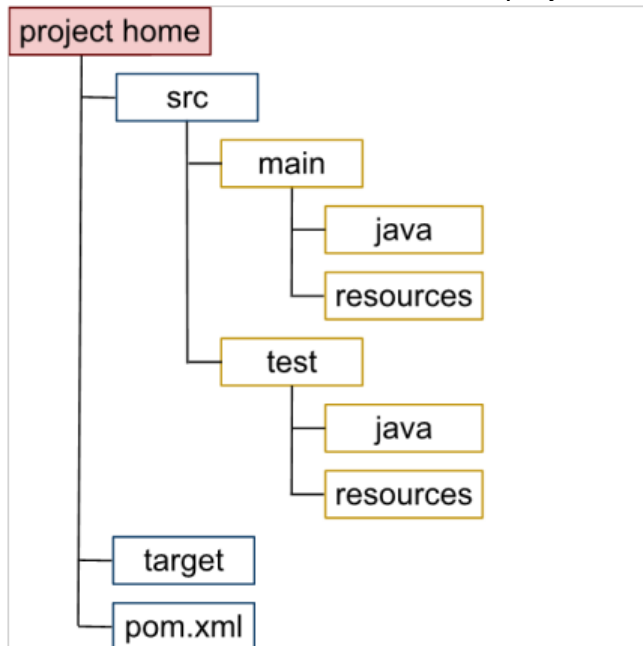 project home
src
main
java
resources
test
java
resources
target
pom.xml